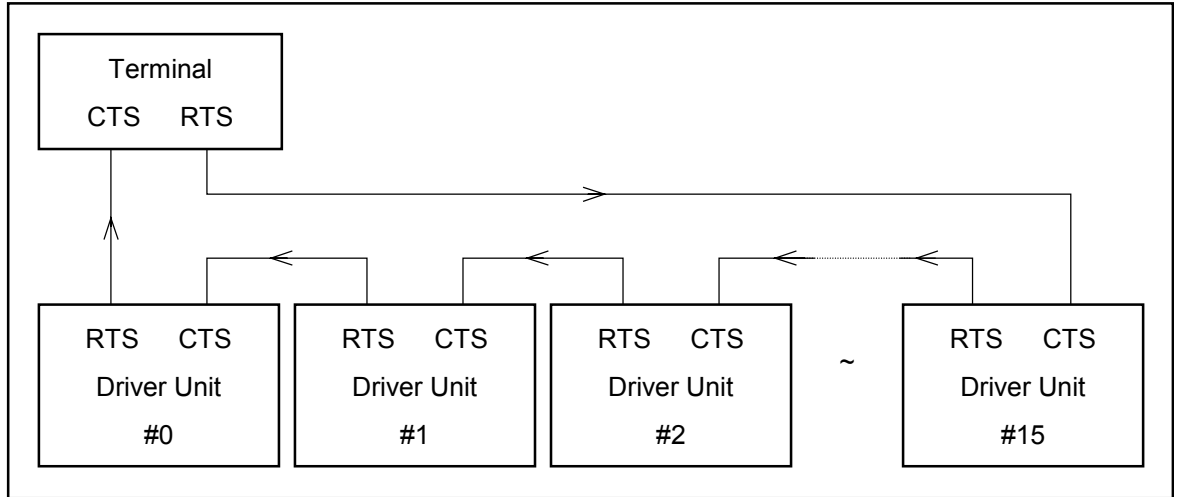 Terminal
CTS RTS
RTS CTS
Driver Unit
#0
RTS CTS
Driver Unit
#1
RTS CTS
Driver Unit
#2
~
RTS CTS
Driver Unit
#15